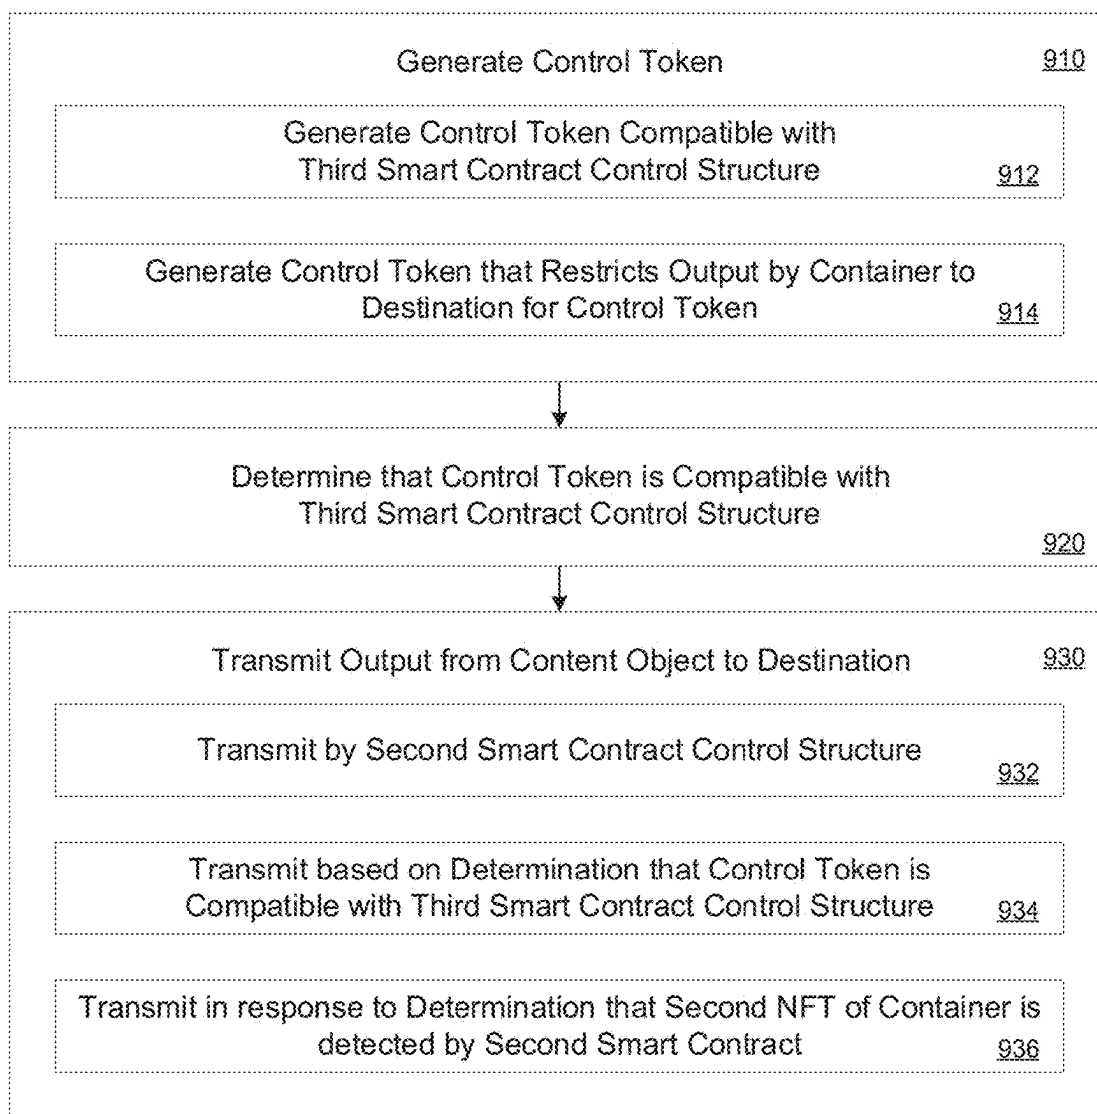 Generate Control Token 910
Generate Control Token Compatible with
Third Smart Contract Control Structure 912
Generate Control Token that Restricts Output by Container to
Destination for Control Token 914
Determine that Control Token is Compatible with
Third Smart Contract Control Structure
920
Transmit Output from Content Object to Destination 930
Transmit by Second Smart Contract Control Structure
932
Transmit based on Determination that Control Token is
Compatible with Third Smart Contract Control Structure 934
Transmit in response to Determination that Second NFT of Container is
detected by Second Smart Contract 936